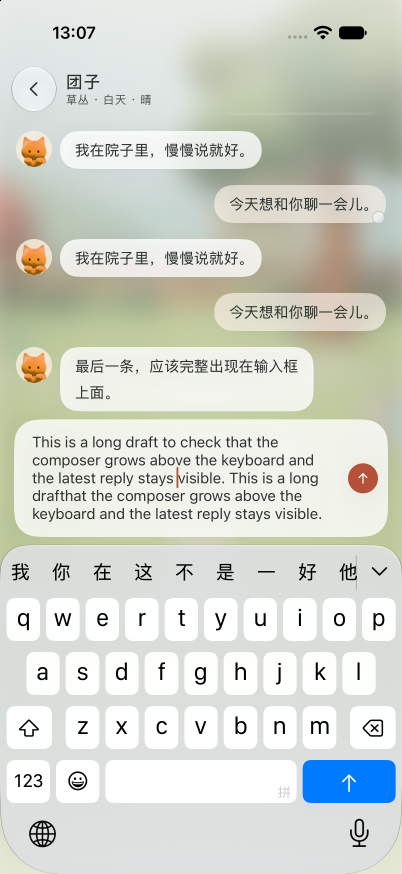 13:07
团子
草丛 · 白天 · 晴
我在院子里，慢慢说就好。
今天想和你聊一会儿。
我在院子里，慢慢说就好。
今天想和你聊一会儿。
最后一条，应该完整出现在输入框
上面。
This is a long draft to check that the
composer grows above the keyboard and
the latest reply stays visible. This is a long
drafthat the composer grows above the
keyboard and the latest reply stays visible.
我 你 在 这 不 是 一 好 他
q w e r t y u i o p
a s d f g h j k l
z x c v b n m
123
拼